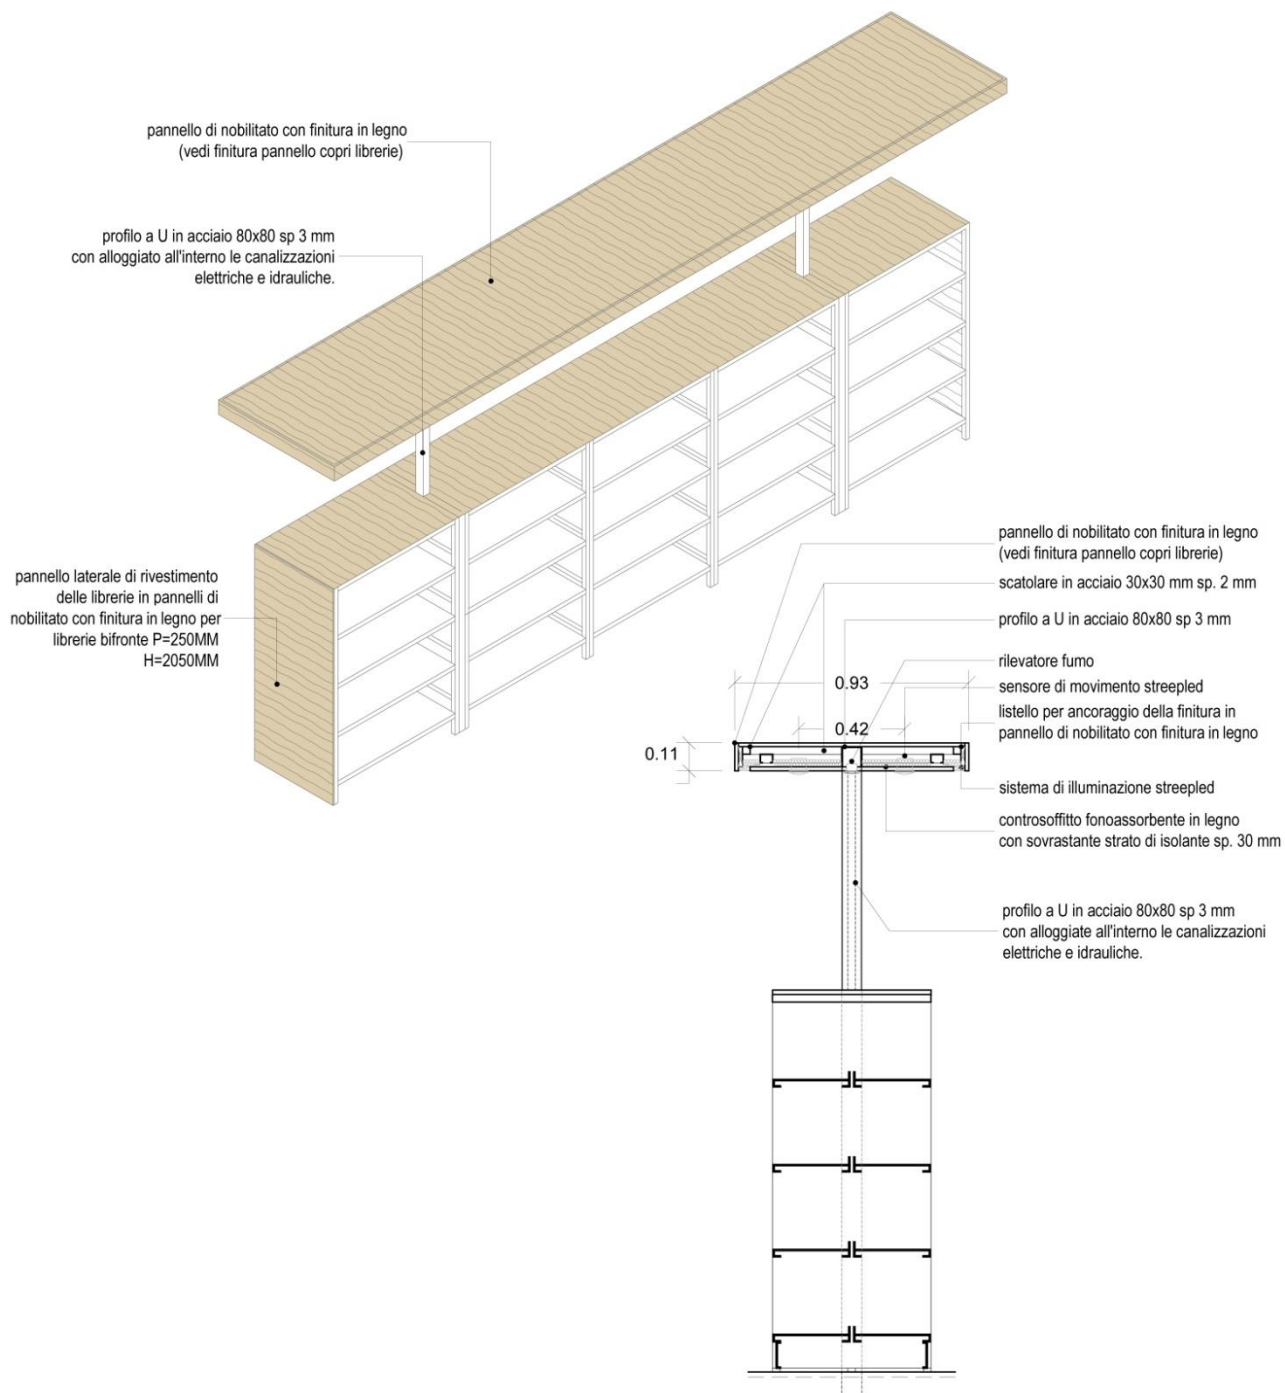 pannello di nobilitato con finitura in legno
(vedi finitura pannello copri librerie)
profilo a U in acciaio 80x80 sp 3 mm
con alloggiato all'interno le canalizzazioni
elettriche e idrauliche.
pannello laterale di rivestimento
delle librerie in pannelli di
nobilitato con finitura in legno per
librerie bifronte P=250MM
H=2050MM
pannello di nobilitato con finitura in legno
(vedi finitura pannello copri librerie)
scatolare in acciaio 30x30 mm sp. 2 mm
profilo a U in acciaio 80x80 sp 3 mm
rilevatore fumo
sensore di movimento streepled
listello per ancoraggio della finitura in
pannello di nobilitato con finitura in legno
0.93
0.42
0.11
sistema di illuminazione streepled
controsoffitto fonoassorbente in legno
con sovrastante strato di isolante sp. 30 mm
profilo a U in acciaio 80x80 sp 3 mm
con alloggiate all'interno le canalizzazioni
elettriche e idrauliche.